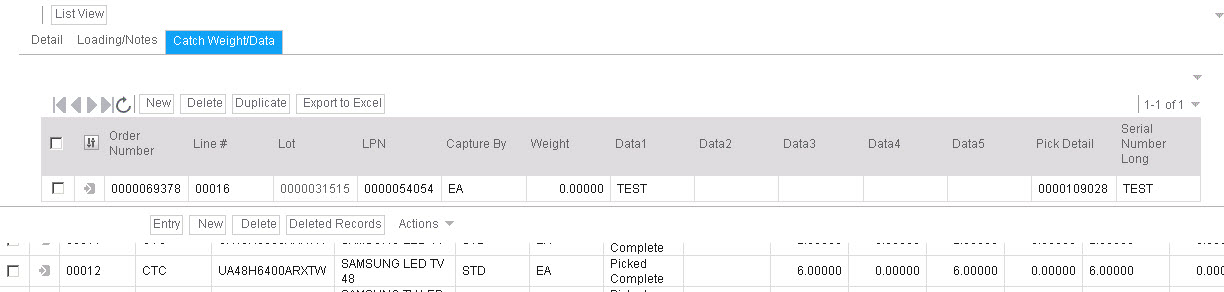 List View
Detail Loading/Notes Catch Weight/Data
New Delete Duplicate Export to Excel 1-1 of 1
Order Number Line # Lot LPN Capture By Weight Data1 Data2 Data3 Data4 Data5 Pick Detail Serial Number Long
0000069378 00016 0000031515 0000054054 EA 0.00000 TEST 0000109028 TEST
Entry New Delete Deleted Records Actions
Complete
00012 CTC UA48H6400ARXTW SAMSUNG LED TV 48 STD EA Picked Complete 6.00000 0.00000 6.00000 0.00000 6.00000 0.0000